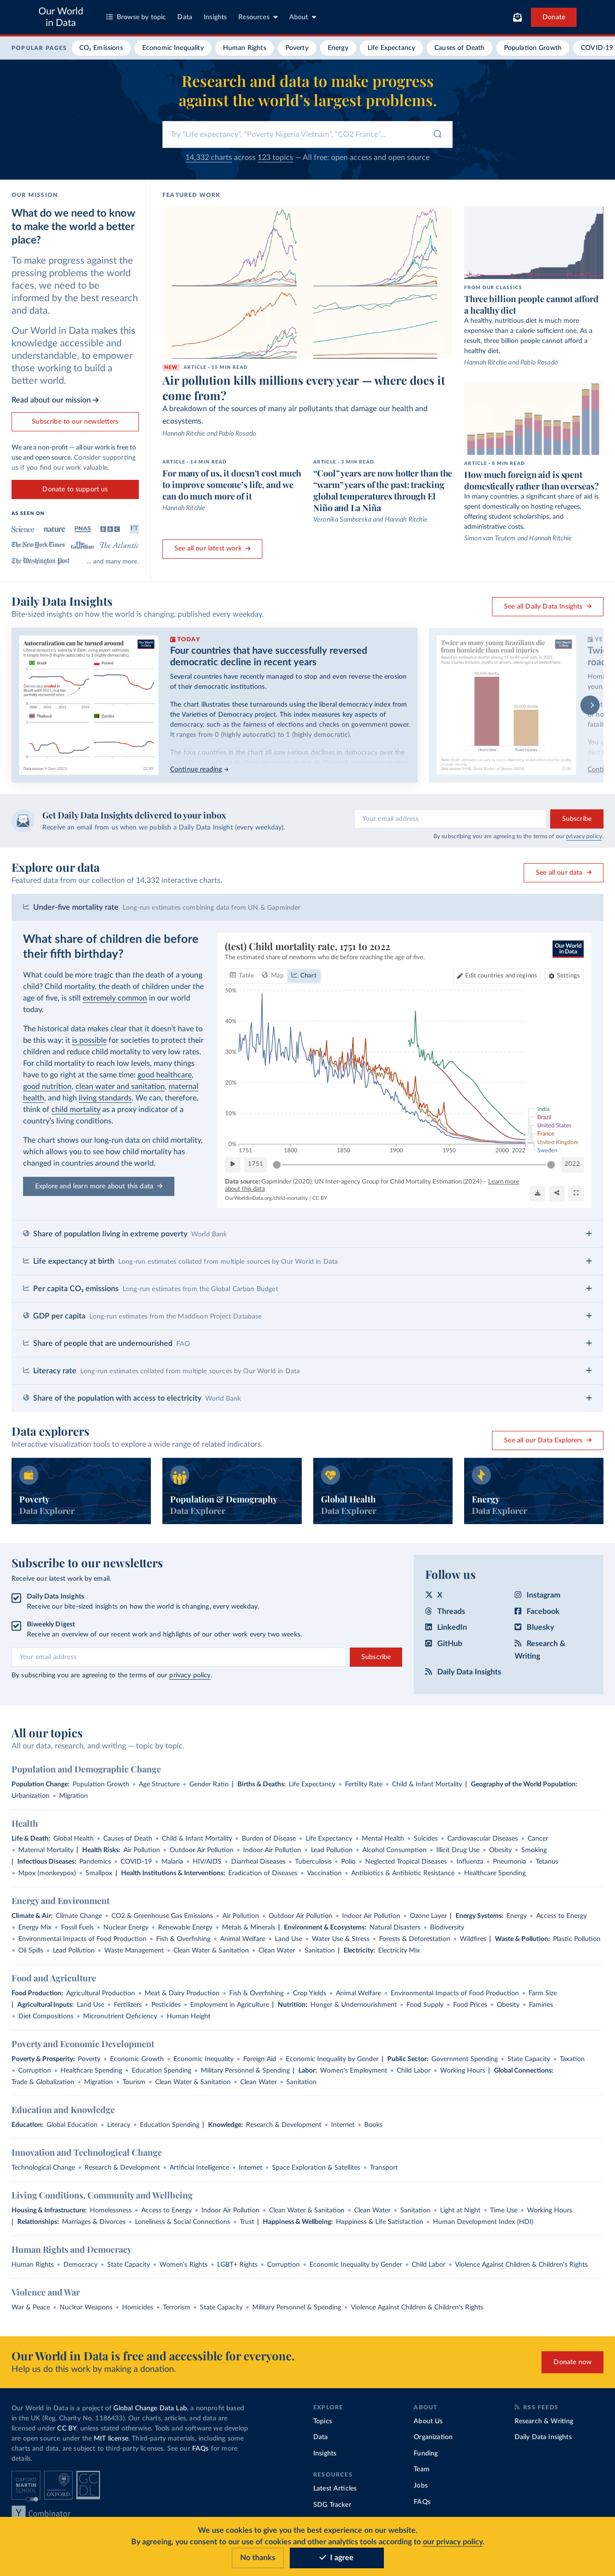 Our World
in Data
Browse by topic
Data
Insights
Resources
About
Donate
POPULAR PAGES
CO₂ Emissions
Economic Inequality
Human Rights
Poverty
Energy
Life Expectancy
Causes of Death
Population Growth
COVID-19
Research and data to make progress
against the world's largest problems.
Try "Life expectancy", "Poverty Nigeria Vietnam", "CO2 France"...
14,332 charts across 123 topics — All free: open access and open source
OUR MISSION
What do we need to know
to make the world a better
place?
To make progress against the
pressing problems the world
faces, we need to be
informed by the best research
and data.
Our World in Data makes this
knowledge accessible and
understandable, to empower
those working to build a
better world.
Read about our mission →
Subscribe to our newsletters
We are a non-profit — all our work is free to
use and open source. Consider supporting
us if you find our work valuable.
Donate to support us
AS SEEN ON
Science
nature
PNAS
BBC
FT
The New York Times
The Guardian
The Atlantic
The Washington Post
... and many more.
FEATURED WORK
NEW ARTICLE - 15 MIN READ
Air pollution kills millions every year — where does it
come from?
A breakdown of the sources of many air pollutants that damage our health and
ecosystems.
Hannah Ritchie and Pablo Rosado
ARTICLE - 14 MIN READ
For many of us, it doesn't cost much
to improve someone's life, and we
can do much more of it
Hannah Ritchie
ARTICLE - 3 MIN READ
"Cool" years are now hotter than the
"warm" years of the past: tracking
global temperatures through El
Niño and La Niña
Veronika Samborska and Hannah Ritchie
See all our latest work →
FROM OUR CLASSICS
Three billion people cannot afford
a healthy diet
A healthy, nutritious diet is much more
expensive than a calorie sufficient one. As a
result, three billion people cannot afford a
healthy diet.
Hannah Ritchie and Pablo Rosado
ARTICLE - 8 MIN READ
How much foreign aid is spent
domestically rather than overseas?
In many countries, a significant share of aid is
spent domestically on hosting refugees,
offering student scholarships, and
administrative costs.
Simon van Teutem and Hannah Ritchie
Daily Data Insights
Bite-sized insights on how the world is changing, published every weekday.
See all Daily Data Insights →
Autocratization can be turned around
Brazil
Poland
Thailand
Zambia
CC BY
TODAY
Four countries that have successfully reversed
democratic decline in recent years
Several countries have recently managed to stop and even reverse the erosion
of their democratic institutions.
The chart illustrates four turnarounds using the liberal democracy index from
the Varieties of Democracy project. This index measures key aspects of
democracy, such as the fairness of elections and checks on government power.
It ranges from 0 (highly autocratic) to 1 (highly democratic).
The four countries in the chart all saw serious declines in democracy over the
Continue reading →
Twice as many young Brazilians die
from homicide than road injuries
Homicides
Road injuries
CC BY
YE
Twic
road
Hom
youn
Conti
Get Daily Data Insights delivered to your inbox
Receive an email from us when we publish a Daily Data Insight (every weekday).
Your email address
Subscribe
By subscribing you are agreeing to the terms of our privacy policy.
Explore our data
Featured data from our collection of 14,332 interactive charts.
See all our data →
Under-five mortality rate Long-run estimates combining data from UN & Gapminder
What share of children die before
their fifth birthday?
What could be more tragic than the death of a young
child? Child mortality, the death of children under the
age of five, is still extremely common in our world
today.
The historical data makes clear that it doesn't have to
be this way: it is possible for societies to protect their
children and reduce child mortality to very low rates.
For child mortality to reach low levels, many things
have to go right at the same time: good healthcare,
good nutrition, clean water and sanitation, maternal
health, and high living standards. We can, therefore,
think of child mortality as a proxy indicator of a
country's living conditions.
The chart shows our long-run data on child mortality,
which allows you to see how child mortality has
changed in countries around the world.
Explore and learn more about this data →
(test) Child mortality rate, 1751 to 2022
The estimated share of newborns who die before reaching the age of five.
Our World
in Data
Table
Map
Chart
Edit countries and regions
Settings
50%
40%
30%
20%
10%
0%
1751
1800
1850
1900
1950
2000
2022
India
Brazil
United States
France
United Kingdom
Sweden
1751
2022
Data source: Gapminder (2020); UN Inter-agency Group for Child Mortality Estimation (2024) – Learn more
about this data
OurWorldinData.org/child-mortality | CC BY
Share of population living in extreme poverty World Bank
Life expectancy at birth Long-run estimates collated from multiple sources by Our World in Data
Per capita CO₂ emissions Long-run estimates from the Global Carbon Budget
GDP per capita Long-run estimates from the Maddison Project Database
Share of people that are undernourished FAO
Literacy rate Long-run estimates collated from multiple sources by Our World in Data
Share of the population with access to electricity World Bank
Data explorers
Interactive visualization tools to explore a wide range of related indicators.
See all our Data Explorers →
Poverty
Data Explorer
Population & Demography
Data Explorer
Global Health
Data Explorer
Energy
Data Explorer
Subscribe to our newsletters
Receive our latest work by email.
Daily Data Insights
Receive our bite-sized insights on how the world is changing, every weekday.
Biweekly Digest
Receive an overview of our recent work and highlights of our other work every two weeks.
Your email address
Subscribe
By subscribing you are agreeing to the terms of our privacy policy.
Follow us
X
Instagram
Threads
Facebook
LinkedIn
Bluesky
GitHub
Research &
Writing
Daily Data Insights
All our topics
All our data, research, and writing — topic by topic.
Population and Demographic Change
Population Change: Population Growth • Age Structure • Gender Ratio | Births & Deaths: Life Expectancy • Fertility Rate • Child & Infant Mortality | Geography of the World Population:
Urbanization • Migration
Health
Life & Death: Global Health • Causes of Death • Child & Infant Mortality • Burden of Disease • Life Expectancy • Mental Health • Suicides • Cardiovascular Diseases • Cancer
• Maternal Mortality | Health Risks: Air Pollution • Outdoor Air Pollution • Indoor Air Pollution • Lead Pollution • Alcohol Consumption • Illicit Drug Use • Obesity • Smoking
| Infectious Diseases: Pandemics • COVID-19 • Malaria • HIV/AIDS • Diarrheal Diseases • Tuberculosis • Polio • Neglected Tropical Diseases • Influenza • Pneumonia • Tetanus
• Mpox (monkeypox) • Smallpox | Health Institutions & Interventions: Eradication of Diseases • Vaccination • Antibiotics & Antibiotic Resistance • Healthcare Spending
Energy and Environment
Climate & Air: Climate Change • CO2 & Greenhouse Gas Emissions • Air Pollution • Outdoor Air Pollution • Indoor Air Pollution • Ozone Layer | Energy Systems: Energy • Access to Energy
• Energy Mix • Fossil Fuels • Nuclear Energy • Renewable Energy • Metals & Minerals | Environment & Ecosystems: Natural Disasters • Biodiversity
• Environmental Impacts of Food Production • Fish & Overfishing • Animal Welfare • Land Use • Water Use & Stress • Forests & Deforestation • Wildfires | Waste & Pollution: Plastic Pollution
• Oil Spills • Lead Pollution • Waste Management • Clean Water & Sanitation • Clean Water • Sanitation | Electricity: Electricity Mix
Food and Agriculture
Food Production: Agricultural Production • Meat & Dairy Production • Fish & Overfishing • Crop Yields • Animal Welfare • Environmental Impacts of Food Production • Farm Size
| Agricultural Inputs: Land Use • Fertilizers • Pesticides • Employment in Agriculture | Nutrition: Hunger & Undernourishment • Food Supply • Food Prices • Obesity • Famines
• Diet Compositions • Micronutrient Deficiency • Human Height
Poverty and Economic Development
Poverty & Prosperity: Poverty • Economic Growth • Economic Inequality • Foreign Aid • Economic Inequality by Gender | Public Sector: Government Spending • State Capacity • Taxation
• Corruption • Healthcare Spending • Education Spending • Military Personnel & Spending | Labor: Women's Employment • Child Labor • Working Hours | Global Connections:
Trade & Globalization • Migration • Tourism • Clean Water & Sanitation • Clean Water • Sanitation
Education and Knowledge
Education: Global Education • Literacy • Education Spending | Knowledge: Research & Development • Internet • Books
Innovation and Technological Change
Technological Change • Research & Development • Artificial Intelligence • Internet • Space Exploration & Satellites • Transport
Living Conditions, Community and Wellbeing
Housing & Infrastructure: Homelessness • Access to Energy • Indoor Air Pollution • Clean Water & Sanitation • Clean Water • Sanitation • Light at Night • Time Use • Working Hours
| Relationships: Marriages & Divorces • Loneliness & Social Connections • Trust | Happiness & Wellbeing: Happiness & Life Satisfaction • Human Development Index (HDI)
Human Rights and Democracy
Human Rights • Democracy • State Capacity • Women's Rights • LGBT+ Rights • Corruption • Economic Inequality by Gender • Child Labor • Violence Against Children & Children's Rights
Violence and War
War & Peace • Nuclear Weapons • Homicides • Terrorism • State Capacity • Military Personnel & Spending • Violence Against Children & Children's Rights
Our World in Data is free and accessible for everyone.
Help us do this work by making a donation.
Donate now
Our World in Data is a project of Global Change Data Lab, a nonprofit based
in the UK (Reg. Charity No. 1186433). Our charts, articles, and data are
licensed under CC BY, unless stated otherwise. Tools and software we develop
are open source under the MIT license. Third-party materials, including some
charts and data, are subject to third-party licenses. See our FAQs for more
details.
OXFORD
MARTIN
SCHOOL
UNIVERSITY OF
OXFORD
GC
DL
Y Combinator
EXPLORE
Topics
Data
Insights
RESOURCES
Latest Articles
SDG Tracker
ABOUT
About Us
Organization
Funding
Team
Jobs
FAQs
RSS FEEDS
Research & Writing
Daily Data Insights
We use cookies to give you the best experience on our website.
By agreeing, you consent to our use of cookies and other analytics tools according to our privacy policy.
No thanks
I agree